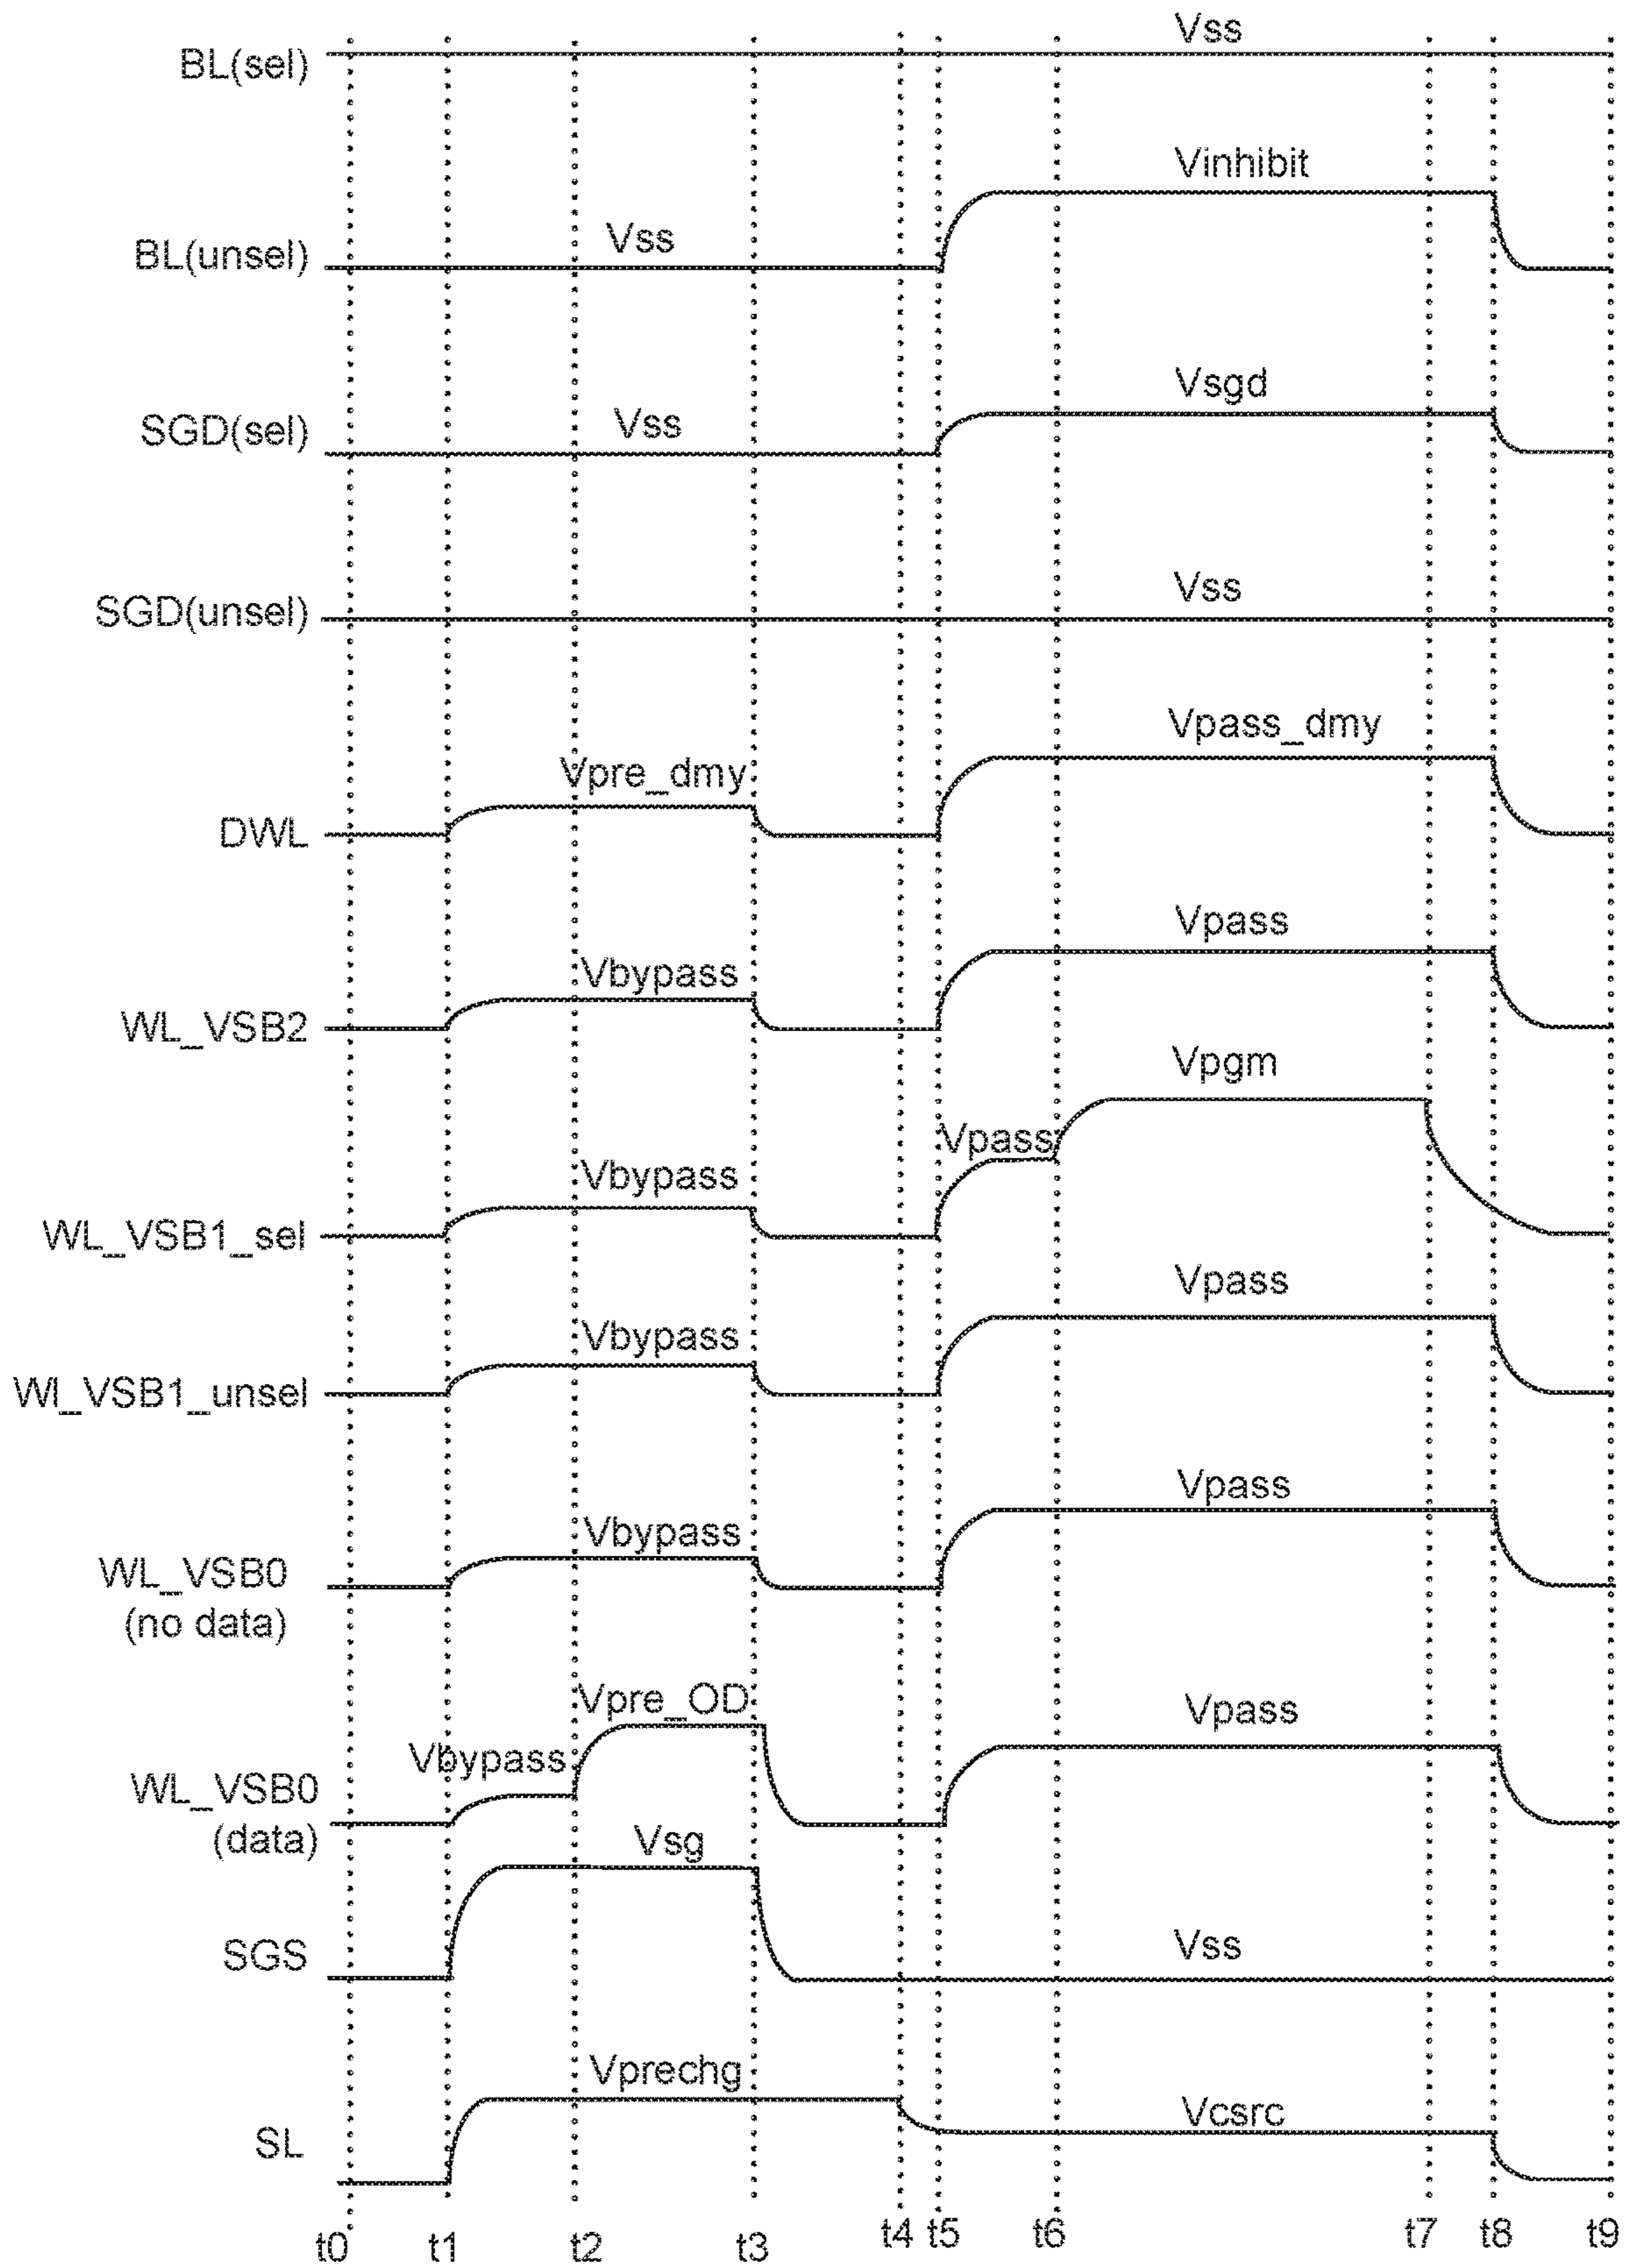 Vss
BL(sel)
Vinhibit
Vss
BL(unsel)
Vsgd
Vss
SGD(sel)
Vss
SGD(unsel)
Vpass_dmy
Vpre_dmy
DWL
Vpass
Vbypass
WL_VSB2
Vpgm
Vpass
Vbypass
WL_VSB1_sel
Vpass
Vbypass
Wl_VSB1_unsel
Vpass
Vbypass
WL_VSB0
(no data)
Vpre_OD
Vpass
Vbypass
WL_VSB0
(data)
Vsg
Vss
SGS
Vprechg
Vcsrc
SL
t0 t1 t2 t3 t4 t5 t6 t7 t8 t9